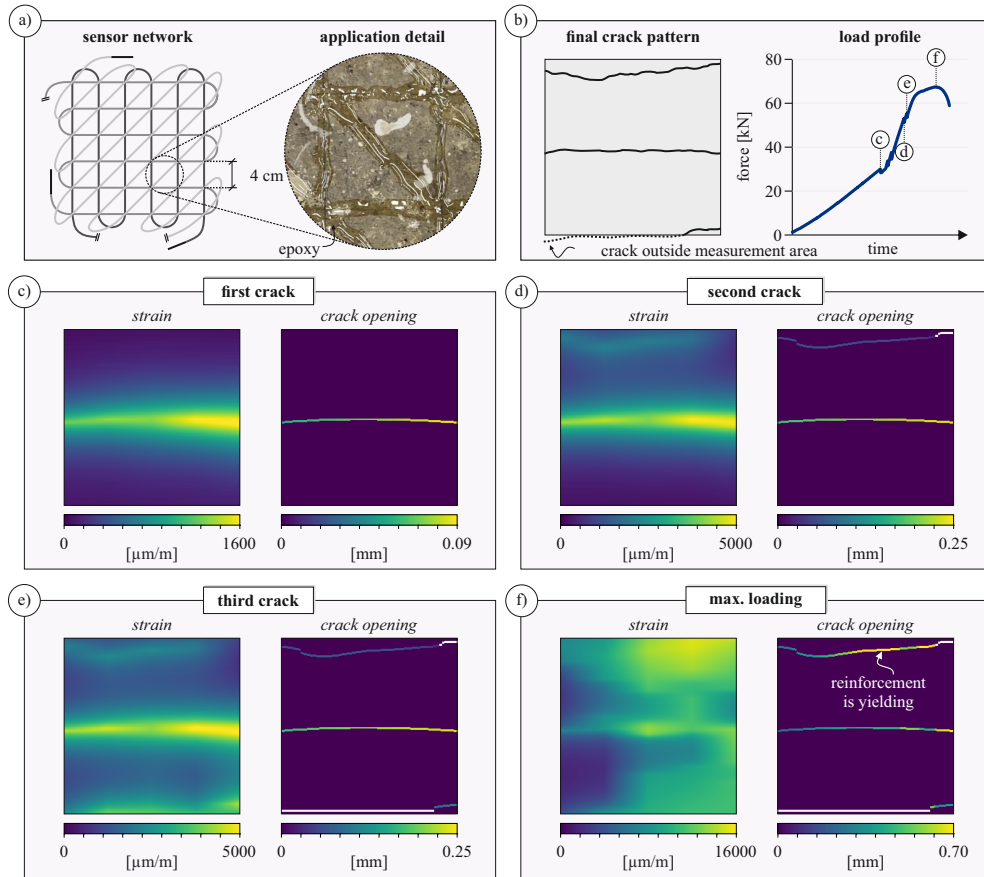 a)
sensor network
application detail
4 cm
epoxy
b)
final crack pattern
load profile
crack outside measurement area
force [kN]
80
60
40
20
0
c
d
e
f
time
c)
first crack
strain
crack opening
0
1600
[µm/m]
0
0.09
[mm]
d)
second crack
strain
crack opening
0
5000
[µm/m]
0
0.25
[mm]
e)
third crack
strain
crack opening
0
5000
[µm/m]
0
0.25
[mm]
f)
max. loading
strain
crack opening
reinforcement
is yielding
0
16000
[µm/m]
0
0.70
[mm]